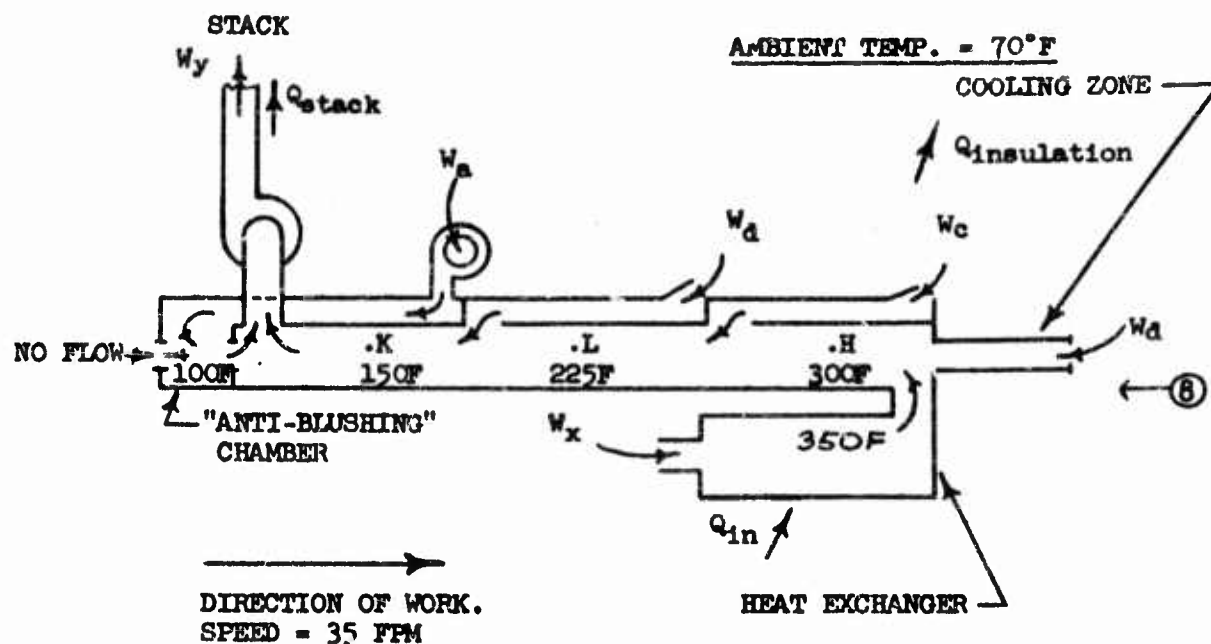 STACK
Wy
AMBIENT TEMP. = 70°F
COOLING ZONE
Qstack
Wa
Qinsulation
Wd
Wc
NO FLOW
.K
.L
.H
Wd
100F
150F
225F
300F
8
"ANTI-BLUSHING"
CHAMBER
Wx
350F
Qin
DIRECTION OF WORK.
SPEED = 35 FPM
HEAT EXCHANGER